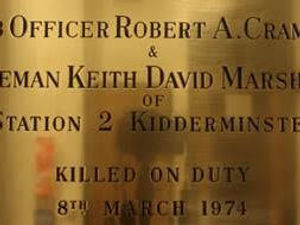 OFFICER ROBERT A. CRAM
&
EMAN KEITH DAVID MARSH
OF
STATION 2 KIDDERMINSTE
KILLED ON DUTY
8TH MARCH 1974